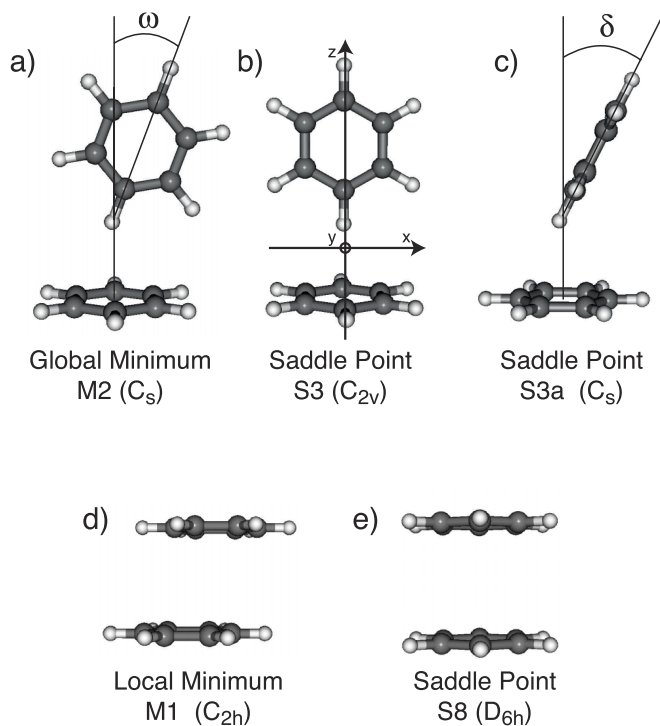 a)
ω
Global Minimum
M2 (Cs)
b)
z
y
x
Saddle Point
S3 (C2v)
c)
δ
Saddle Point
S3a (Cs)
d)
Local Minimum
M1 (C2h)
e)
Saddle Point
S8 (D6h)